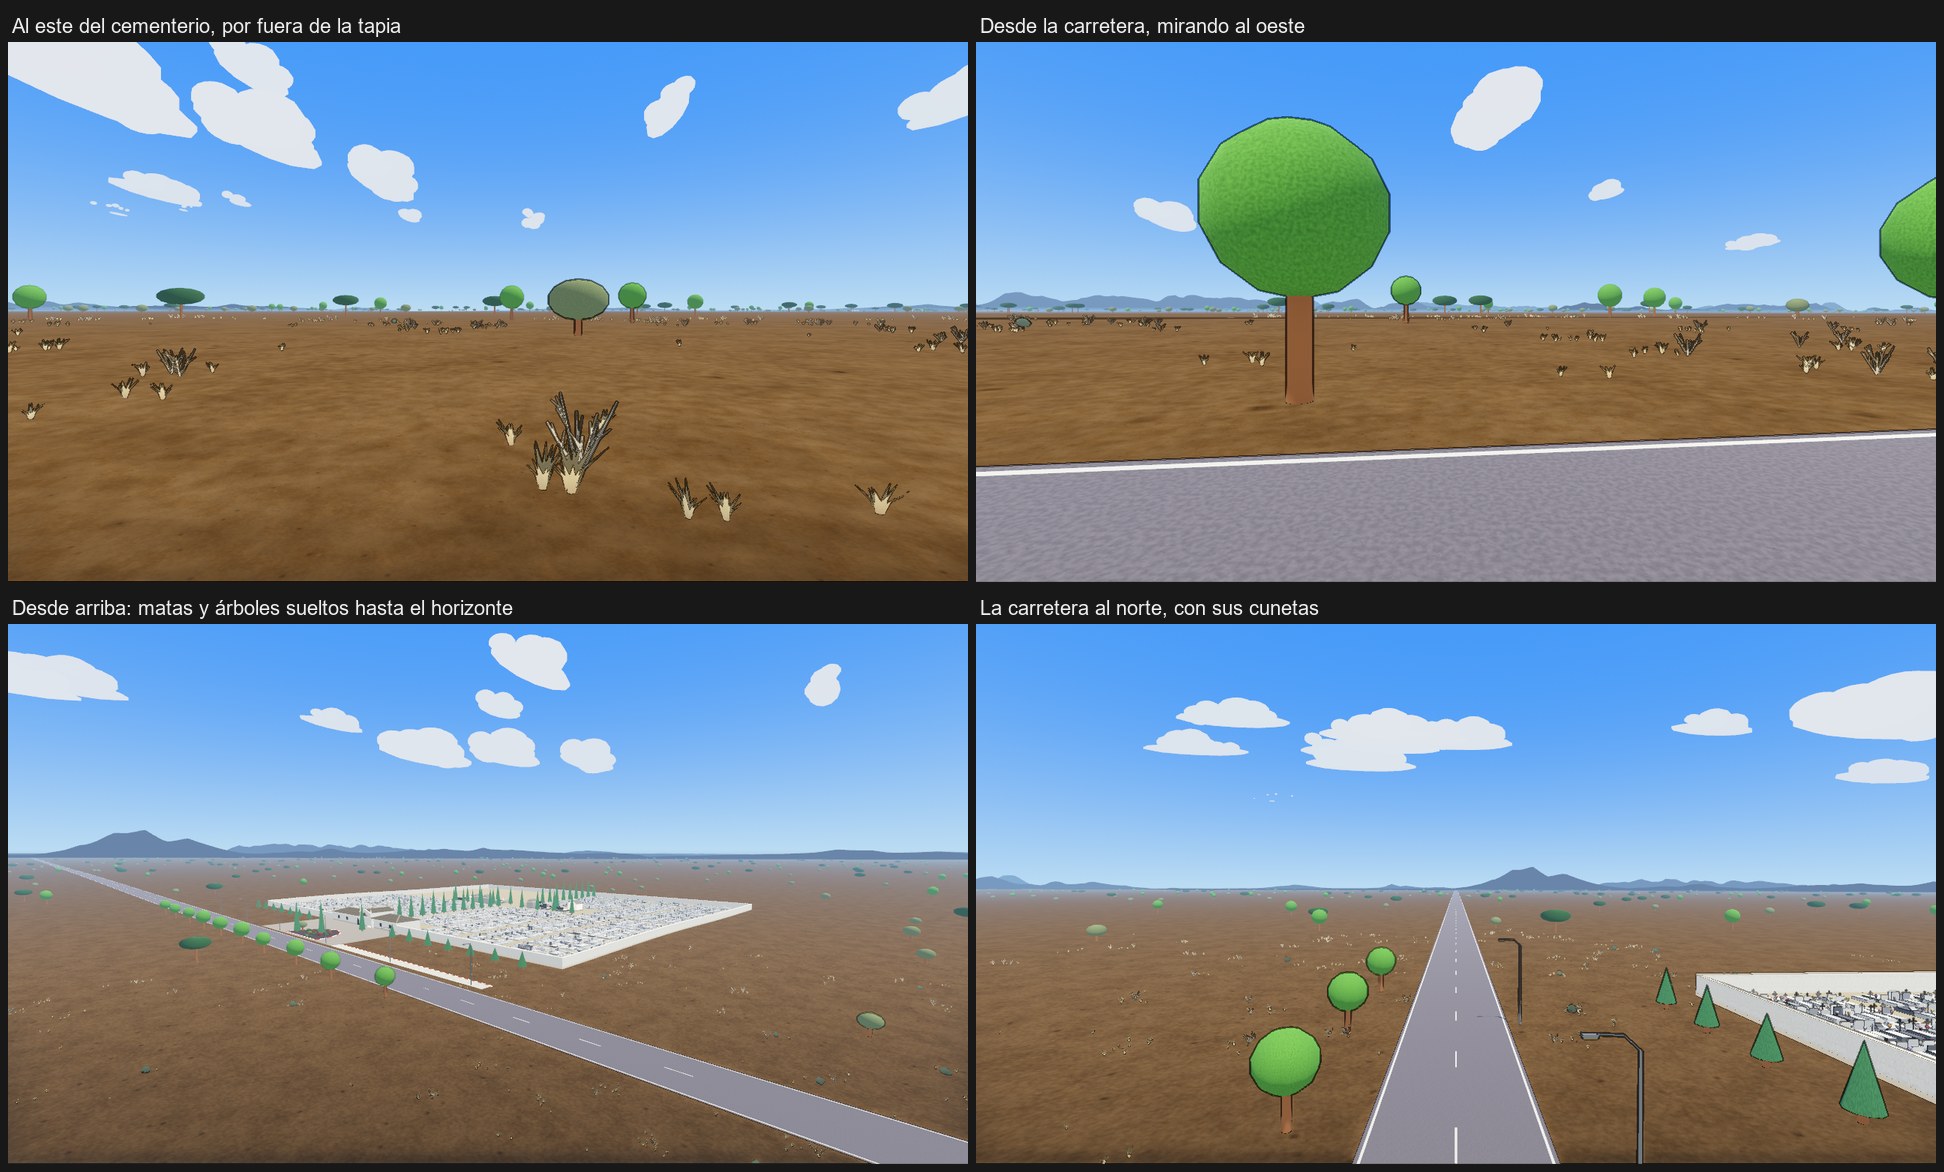 Al este del cementerio, por fuera de la tapia
Desde la carretera, mirando al oeste
Desde arriba: matas y árboles sueltos hasta el horizonte
La carretera al norte, con sus cunetas